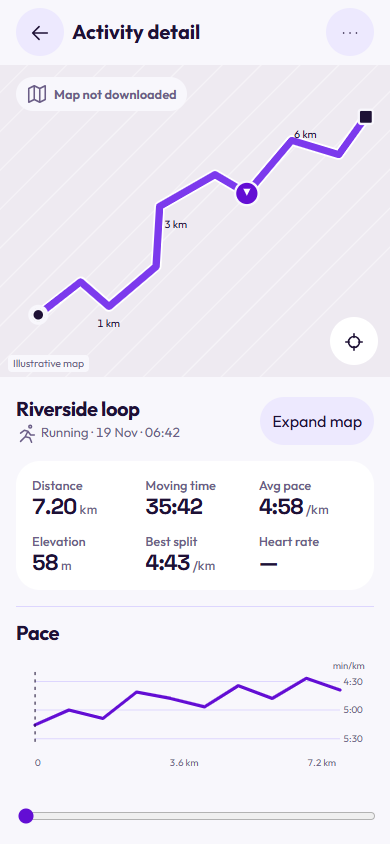 Activity detail
...
Map not downloaded
6 km
3 km
1 km
Illustrative map
Riverside loop
Running · 19 Nov · 06:42
Expand map
Distance
7.20 km
Moving time
35:42
Avg pace
4:58 /km
Elevation
58 m
Best split
4:43 /km
Heart rate
—
Pace
min/km
4:30
5:00
5:30
0
3.6 km
7.2 km